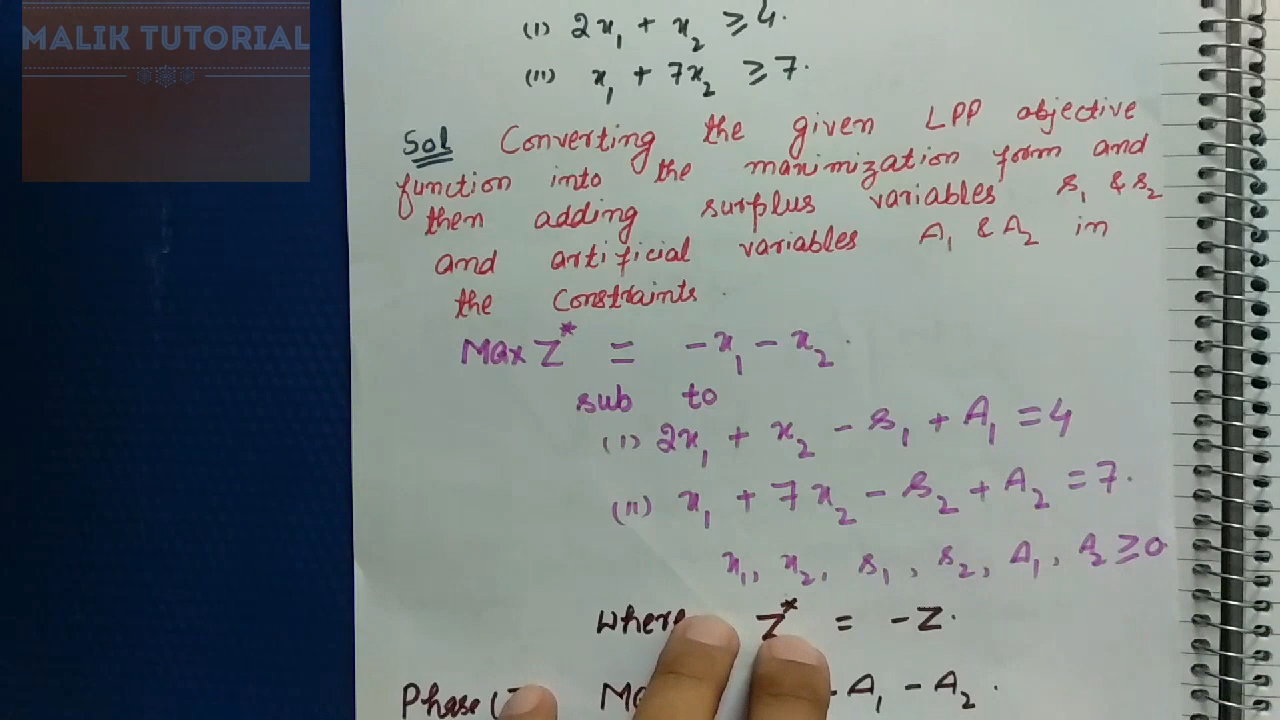 MALIK TUTORIAL
(I) 2x₁ + x₂ ≥ 4.
(II) x₁ + 7x₂ ≥ 7.
Sol Converting the given LPP objective
function into the maximization form and
then adding surplus variables s₁ & s₂
and artificial variables A₁ & A₂ in
the Constraints.
Max Z* = -x₁ - x₂.
sub to
(I) 2x₁ + x₂ - s₁ + A₁ = 4
(II) x₁ + 7x₂ - s₂ + A₂ = 7.
x₁, x₂, s₁, s₂, A₁, A₂ ≥ 0
Where Z* = -Z.
Phase - A₁ - A₂.